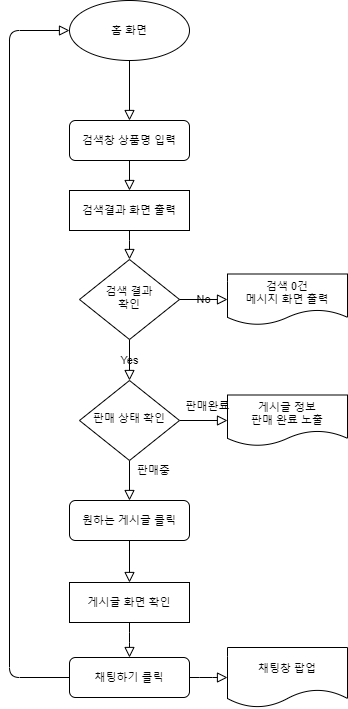 홈 화면
검색창 상품명 입력
검색결과 화면 출력
검색 결과
확인
No
검색 0건
메시지 화면 출력
Yes
판매 상태 확인
판매완료
게시글 정보
판매 완료 노출
판매중
원하는 게시글 클릭
게시글 화면 확인
채팅하기 클릭
채팅창 팝업